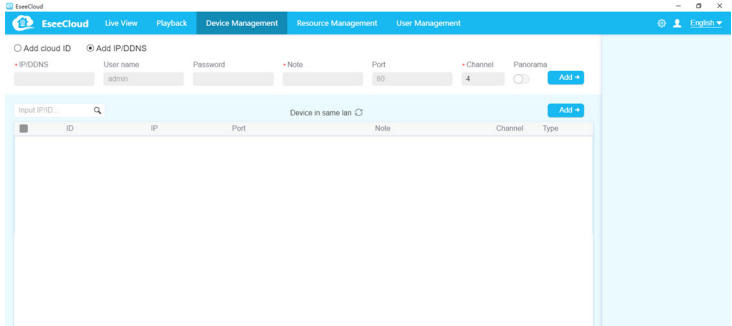 EseeCloud
EseeCloud Live View Playback Device Management Resource Management User Management English
Add cloud ID Add IP/DDNS
• IP/DDNS User name Password • Note Port • Channel Panorama
admin 80 4 Add
Input IP/ID... Device in same lan Add
ID IP Port Note Channel Type